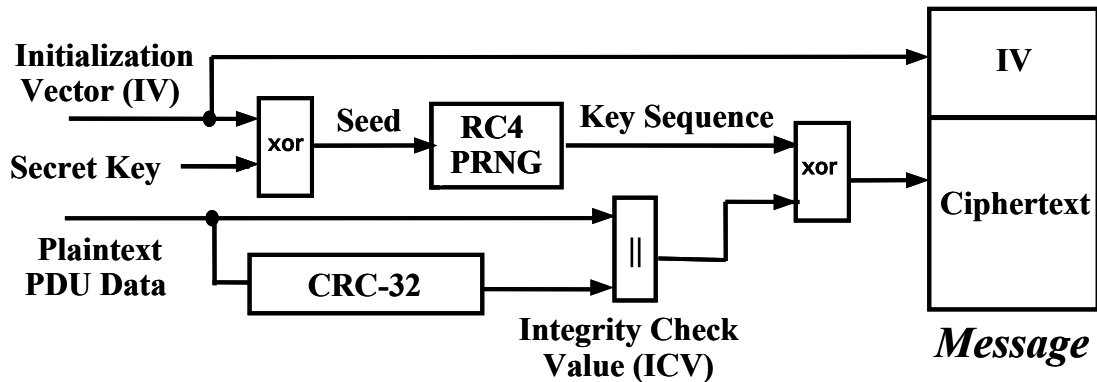 Initialization
Vector (IV)
Secret Key
xor
Seed
RC4
PRNG
Key Sequence
xor
IV
Ciphertext
Plaintext
PDU Data
CRC-32
||
Integrity Check
Value (ICV)
Message